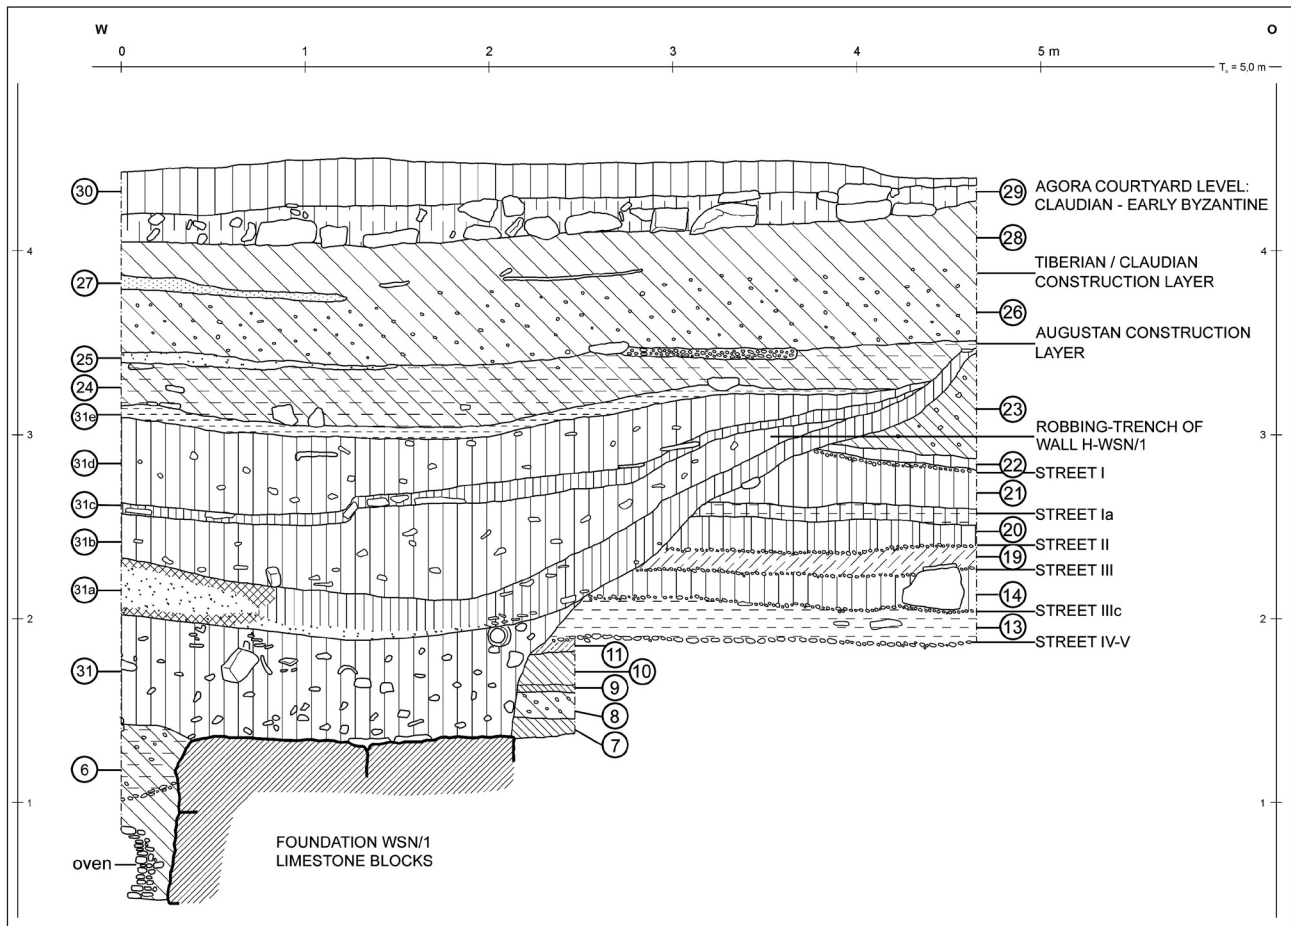 W
O
0 1 2 3 4 5 m
Tₐ = 5,0 m
30
29 AGORA COURTYARD LEVEL:
CLAUDIAN - EARLY BYZANTINE
28
4
4
TIBERIAN / CLAUDIAN
CONSTRUCTION LAYER
27
26
AUGUSTAN CONSTRUCTION
LAYER
25
24
31e
23
3
3
ROBBING-TRENCH OF
WALL H-WSN/1
31d
22
STREET I
21
31c
STREET Ia
20
31b
STREET II
19
STREET III
31a
14
STREET IIIc
2
2
13
STREET IV-V
11
31
10
9
8
7
6
1
1
FOUNDATION WSN/1
LIMESTONE BLOCKS
oven